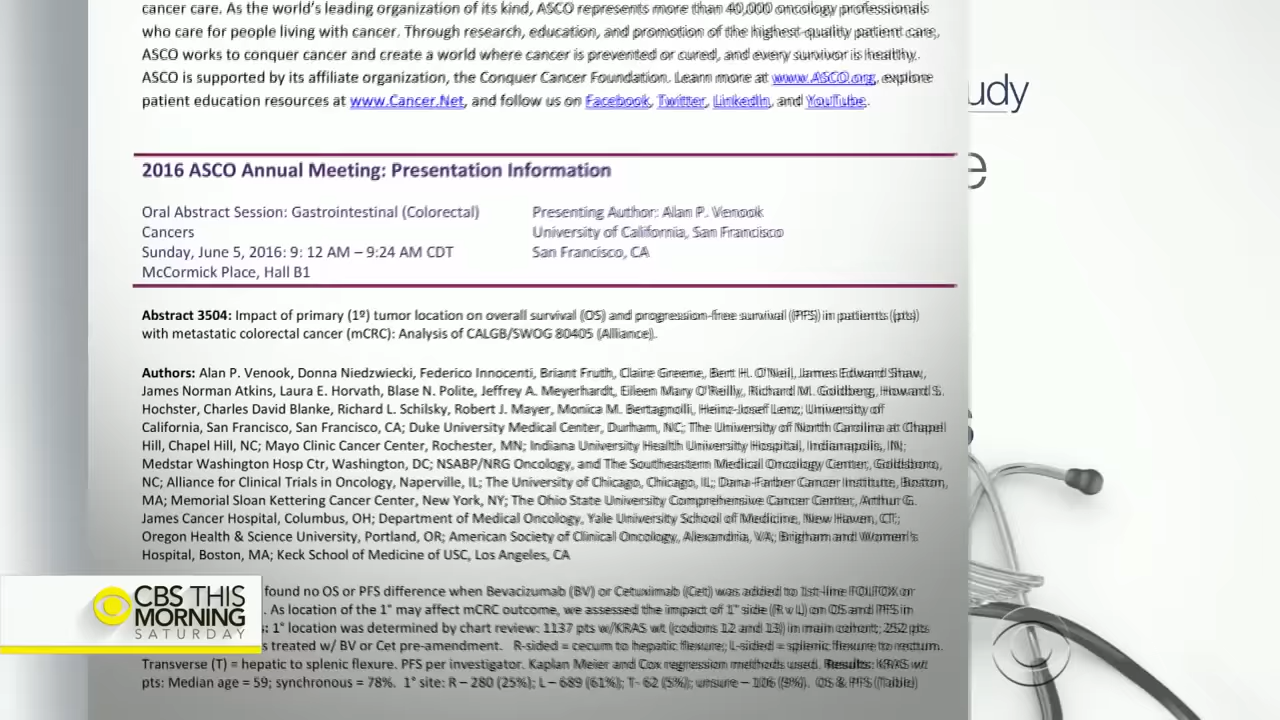 cancer care. As the world's leading organization of its kind, ASCO represents more than 40,000 oncology professionals
who care for people living with cancer. Through research, education, and promotion of the highest-quality patient care,
ASCO works to conquer cancer and create a world where cancer is prevented or cured, and every survivor is healthy.
ASCO is supported by its affiliate organization, the Conquer Cancer Foundation. Learn more at www.ASCO.org, explore
patient education resources at www.Cancer.Net, and follow us on Facebook, Twitter, LinkedIn, and YouTube.
udy
e
2016 ASCO Annual Meeting: Presentation Information
Oral Abstract Session: Gastrointestinal (Colorectal)
Cancers
Sunday, June 5, 2016: 9: 12 AM – 9:24 AM CDT
McCormick Place, Hall B1
Presenting Author: Alan P. Venook
University of California, San Francisco
San Francisco, CA
Abstract 3504: Impact of primary (1º) tumor location on overall survival (OS) and progression-free survival (PFS) in patients (pts)
with metastatic colorectal cancer (mCRC): Analysis of CALGB/SWOG 80405 (Alliance).
Authors: Alan P. Venook, Donna Niedzwiecki, Federico Innocenti, Briant Fruth, Claire Greene, Bert H. O'Neil, James Edward Shaw,
James Norman Atkins, Laura E. Horvath, Blase N. Polite, Jeffrey A. Meyerhardt, Eileen Mary O'Reilly, Richard M. Goldberg, Howard S.
Hochster, Charles David Blanke, Richard L. Schilsky, Robert J. Mayer, Monica M. Bertagnolli, Heinz-Josef Lenz; University of
California, San Francisco, San Francisco, CA; Duke University Medical Center, Durham, NC; The University of North Carolina at Chapel
Hill, Chapel Hill, NC; Mayo Clinic Cancer Center, Rochester, MN; Indiana University Health University Hospital, Indianapolis, IN;
Medstar Washington Hosp Ctr, Washington, DC; NSABP/NRG Oncology, and The Southeastern Medical Oncology Center, Goldsboro,
NC; Alliance for Clinical Trials in Oncology, Naperville, IL; The University of Chicago, Chicago, IL; Dana-Farber Cancer Institute, Boston,
MA; Memorial Sloan Kettering Cancer Center, New York, NY; The Ohio State University Comprehensive Cancer Center, Arthur G.
James Cancer Hospital, Columbus, OH; Department of Medical Oncology, Yale University School of Medicine, New Haven, CT;
Oregon Health & Science University, Portland, OR; American Society of Clinical Oncology, Alexandria, VA; Brigham and Women's
Hospital, Boston, MA; Keck School of Medicine of USC, Los Angeles, CA
found no OS or PFS difference when Bevacizumab (BV) or Cetuximab (Cet) was added to 1st-line FOLFOX or
. As location of the 1° may affect mCRC outcome, we assessed the impact of 1° side (R v L) on OS and PFS in
s: 1° location was determined by chart review: 1137 pts w/KRAS wt (codons 12 and 13) in main cohort; 252 pts
s treated w/ BV or Cet pre-amendment. R-sided = cecum to hepatic flexure; L-sided = splenic flexure to rectum.
Transverse (T) = hepatic to splenic flexure. PFS per investigator. Kaplan Meier and Cox regression methods used. Results: KRAS wt
pts: Median age = 59; synchronous = 78%. 1° site: R – 280 (25%); L – 689 (61%); T- 62 (5%); unsure – 106 (9%). OS & PFS (Table)
CBS THIS
MORNING
SATURDAY